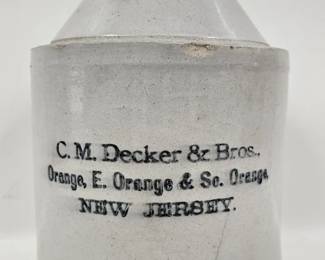 C. M. Decker & Bros.,
Orange, E. Orange & So. Orange,
NEW JERSEY.